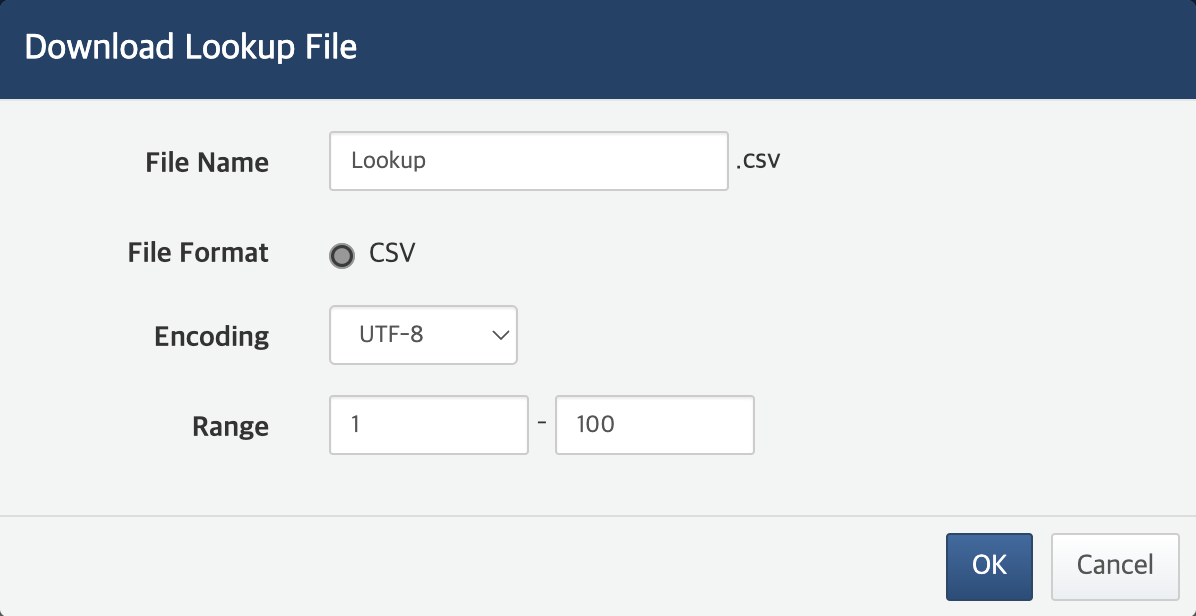 Download Lookup File
File Name Lookup .csv
File Format CSV
Encoding UTF-8
Range 1 - 100
OK Cancel